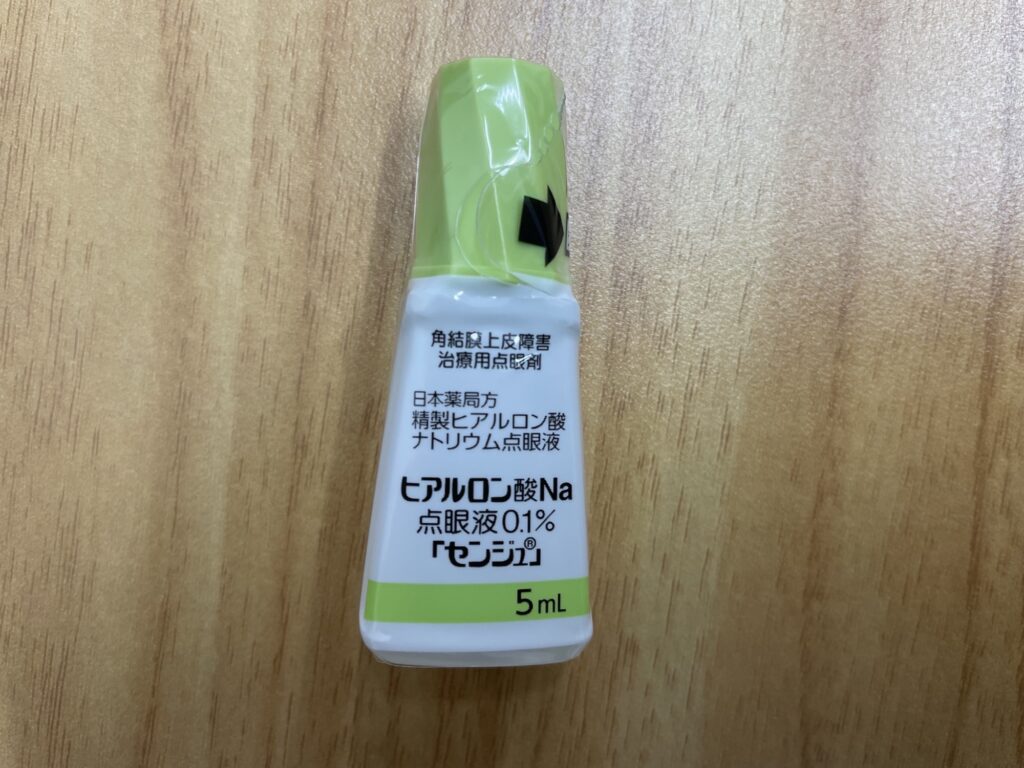 角結膜上皮障害
治療用点眼剤
日本薬局方
精製ヒアルロン酸
ナトリウム点眼液
ヒアルロン酸Na
点眼液0.1%
「センジュ®」
5mL